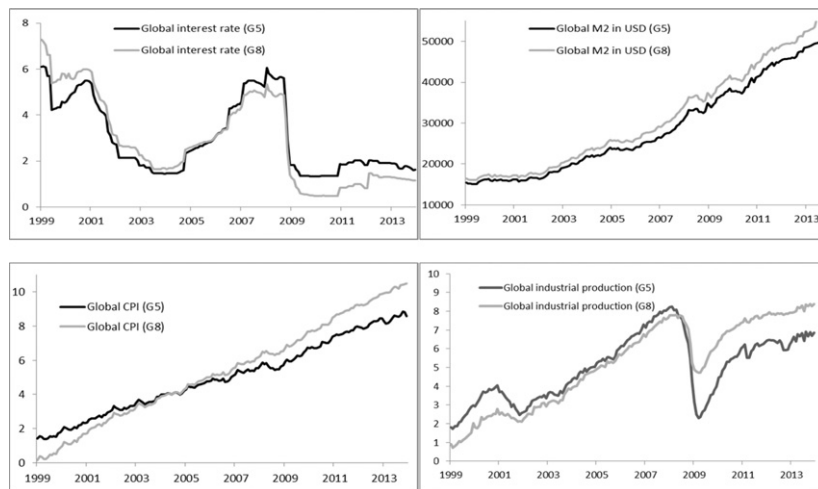 Global interest rate (G5)
Global interest rate (G8)
8
6
4
2
0
1999 2001 2003 2005 2007 2009 2011 2013
Global M2 in USD (G5)
Global M2 in USD (G8)
50000
40000
30000
20000
10000
1999 2001 2003 2005 2007 2009 2011 2013
Global CPI (G5)
Global CPI (G8)
10
8
6
4
2
0
1999 2001 2003 2005 2007 2009 2011 2013
Global industrial production (G5)
Global industrial production (G8)
10
9
8
7
6
5
4
3
2
1
0
1999 2001 2003 2005 2007 2009 2011 2013